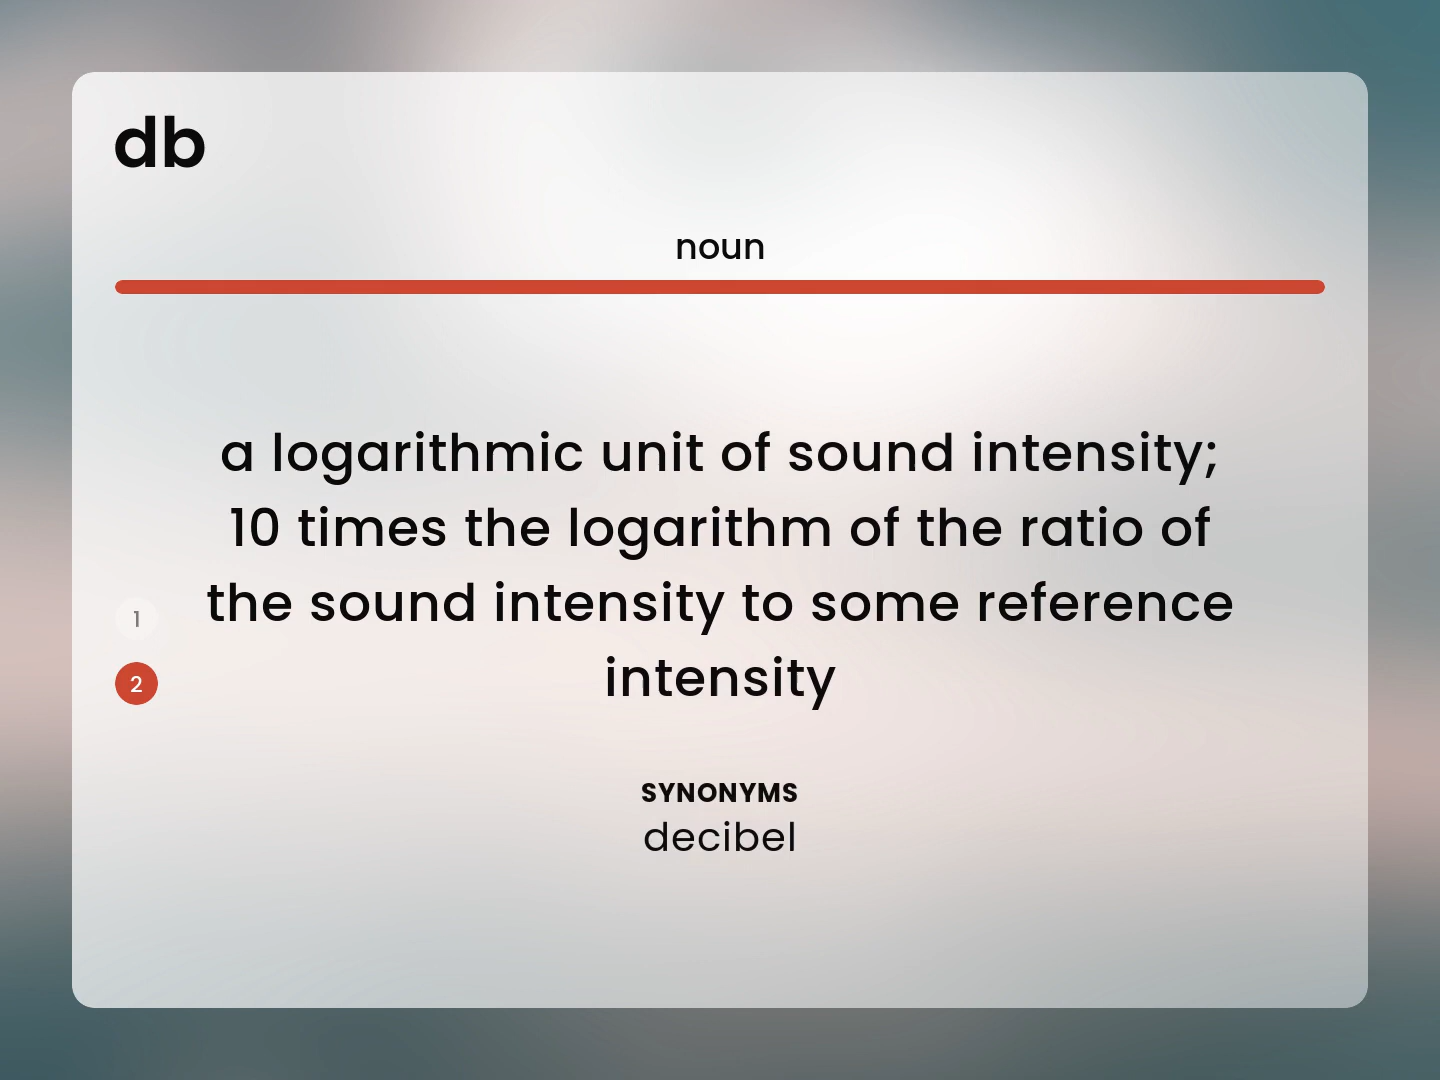 db
noun
a logarithmic unit of sound intensity;
10 times the logarithm of the ratio of
the sound intensity to some reference
intensity
1
2
SYNONYMS
decibel